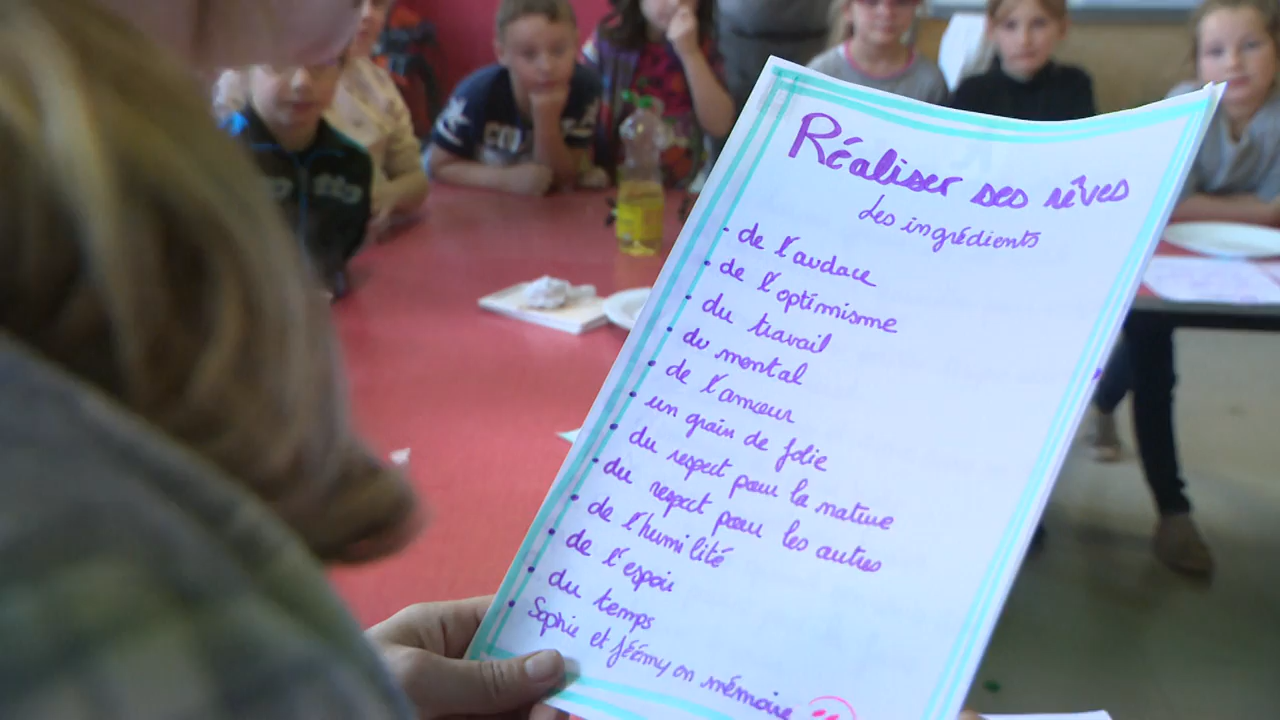 Réaliser ses rêves
Les ingrédients
• de l'audace
• de l'optimisme
• du travail
• du mental
• de l'amour
• un grain de folie
• du respect pour la nature
• du respect pour les autres
• de l'humilité
• de l'espoir
• du temps
• Sophie et Jérémy en mémoire